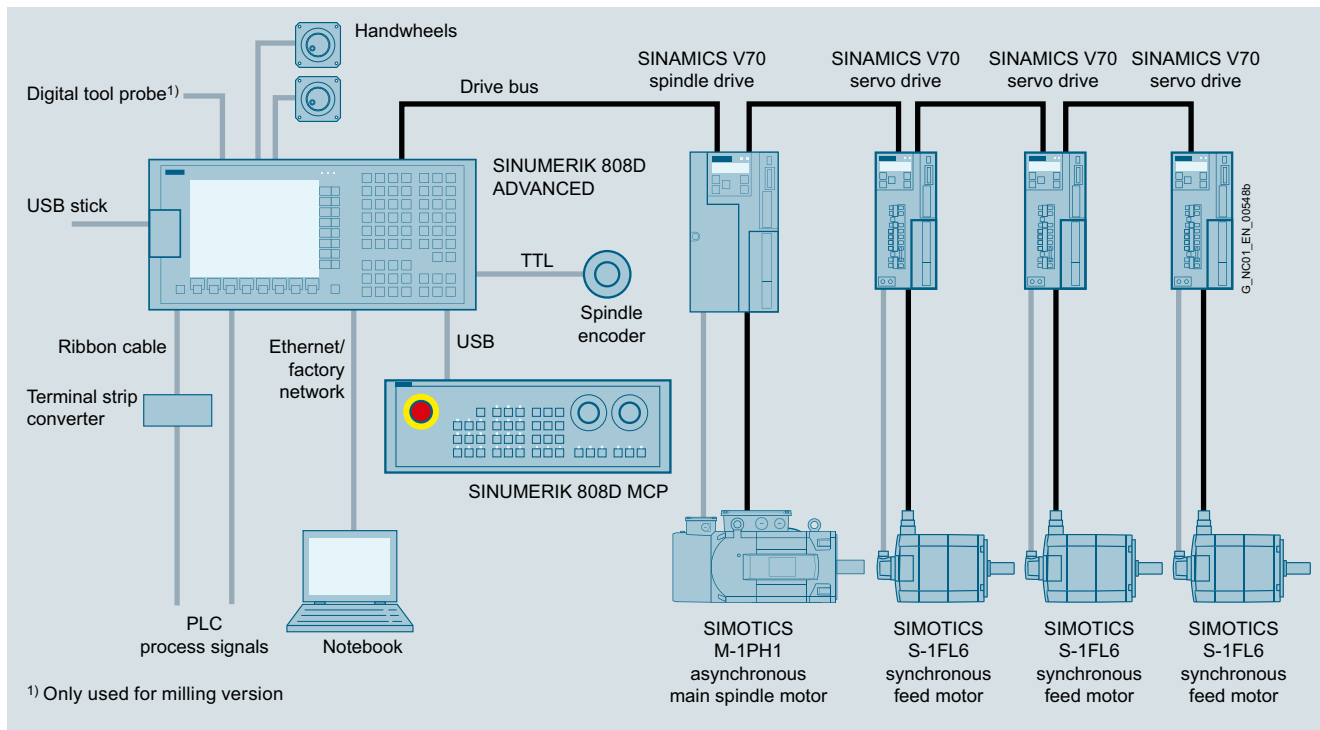 Handwheels
Digital tool probe1)
Drive bus
SINAMICS V70
spindle drive
SINAMICS V70
servo drive
SINAMICS V70
servo drive
SINAMICS V70
servo drive
SINUMERIK 808D
ADVANCED
USB stick
TTL
Spindle
encoder
G_NC01_EN_00548b
Ribbon cable
Ethernet/
factory
network
USB
Terminal strip
converter
SINUMERIK 808D MCP
PLC
process signals
Notebook
SIMOTICS
M-1PH1
asynchronous
main spindle motor
SIMOTICS
S-1FL6
synchronous
feed motor
SIMOTICS
S-1FL6
synchronous
feed motor
SIMOTICS
S-1FL6
synchronous
feed motor
1) Only used for milling version